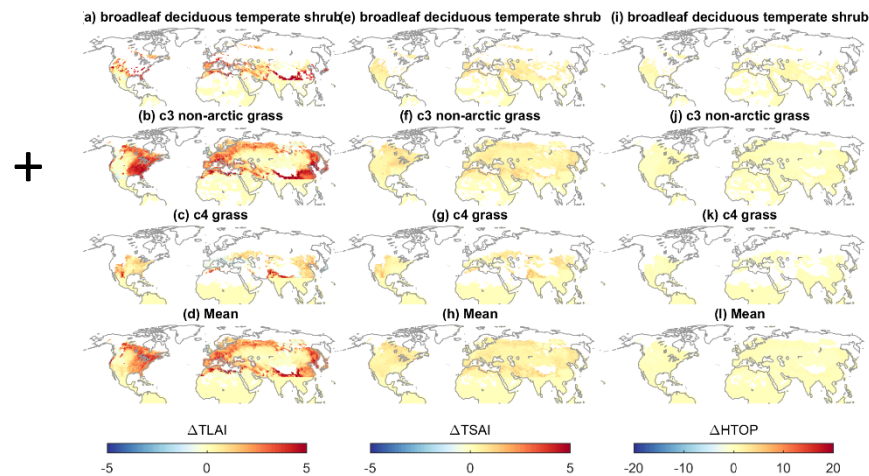 a) broadleaf deciduous temperate shrub(e) broadleaf deciduous temperate shrub (i) broadleaf deciduous temperate shrub
(b) c3 non-arctic grass (f) c3 non-arctic grass (j) c3 non-arctic grass
+
(c) c4 grass (g) c4 grass (k) c4 grass
(d) Mean (h) Mean (l) Mean
ΔTLAI ΔTSAI ΔHTOP
-5 0 5 -5 0 5 -20 -10 0 10 20